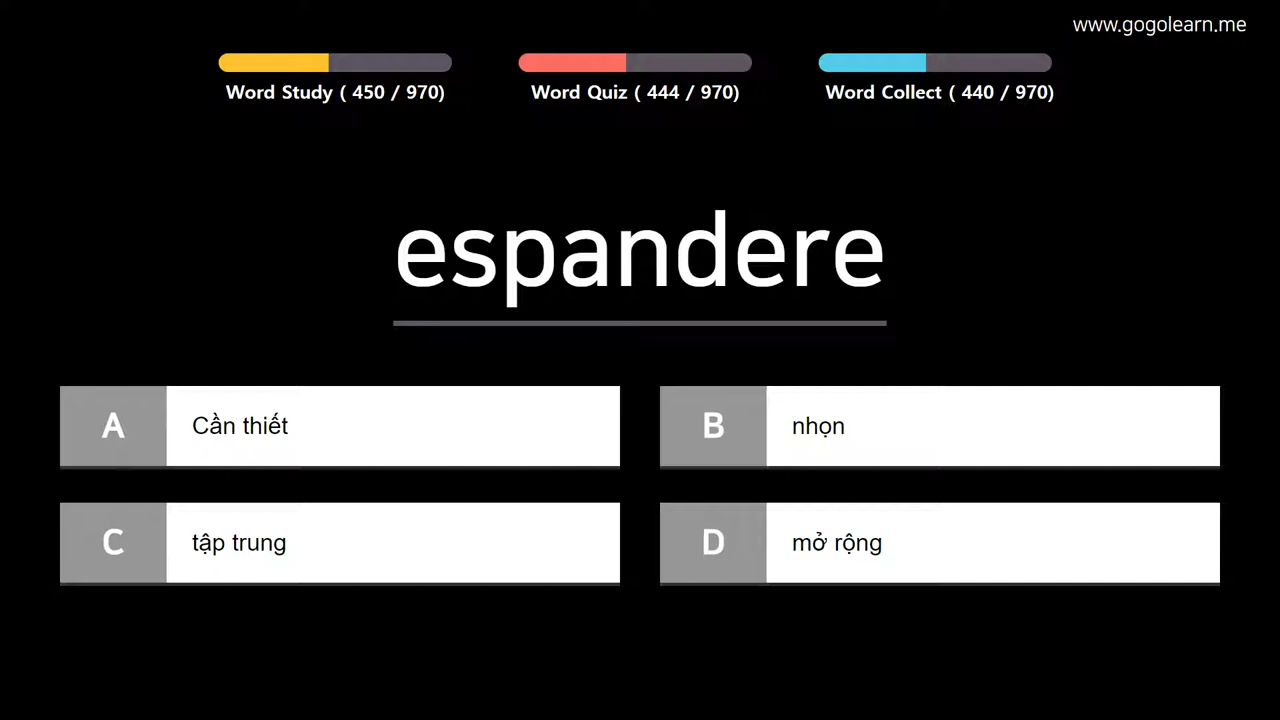 www.gogolearn.me
Word Study ( 450 / 970)
Word Quiz ( 444 / 970)
Word Collect ( 440 / 970)
espandere
A Cần thiết
B nhọn
C tập trung
D mở rộng